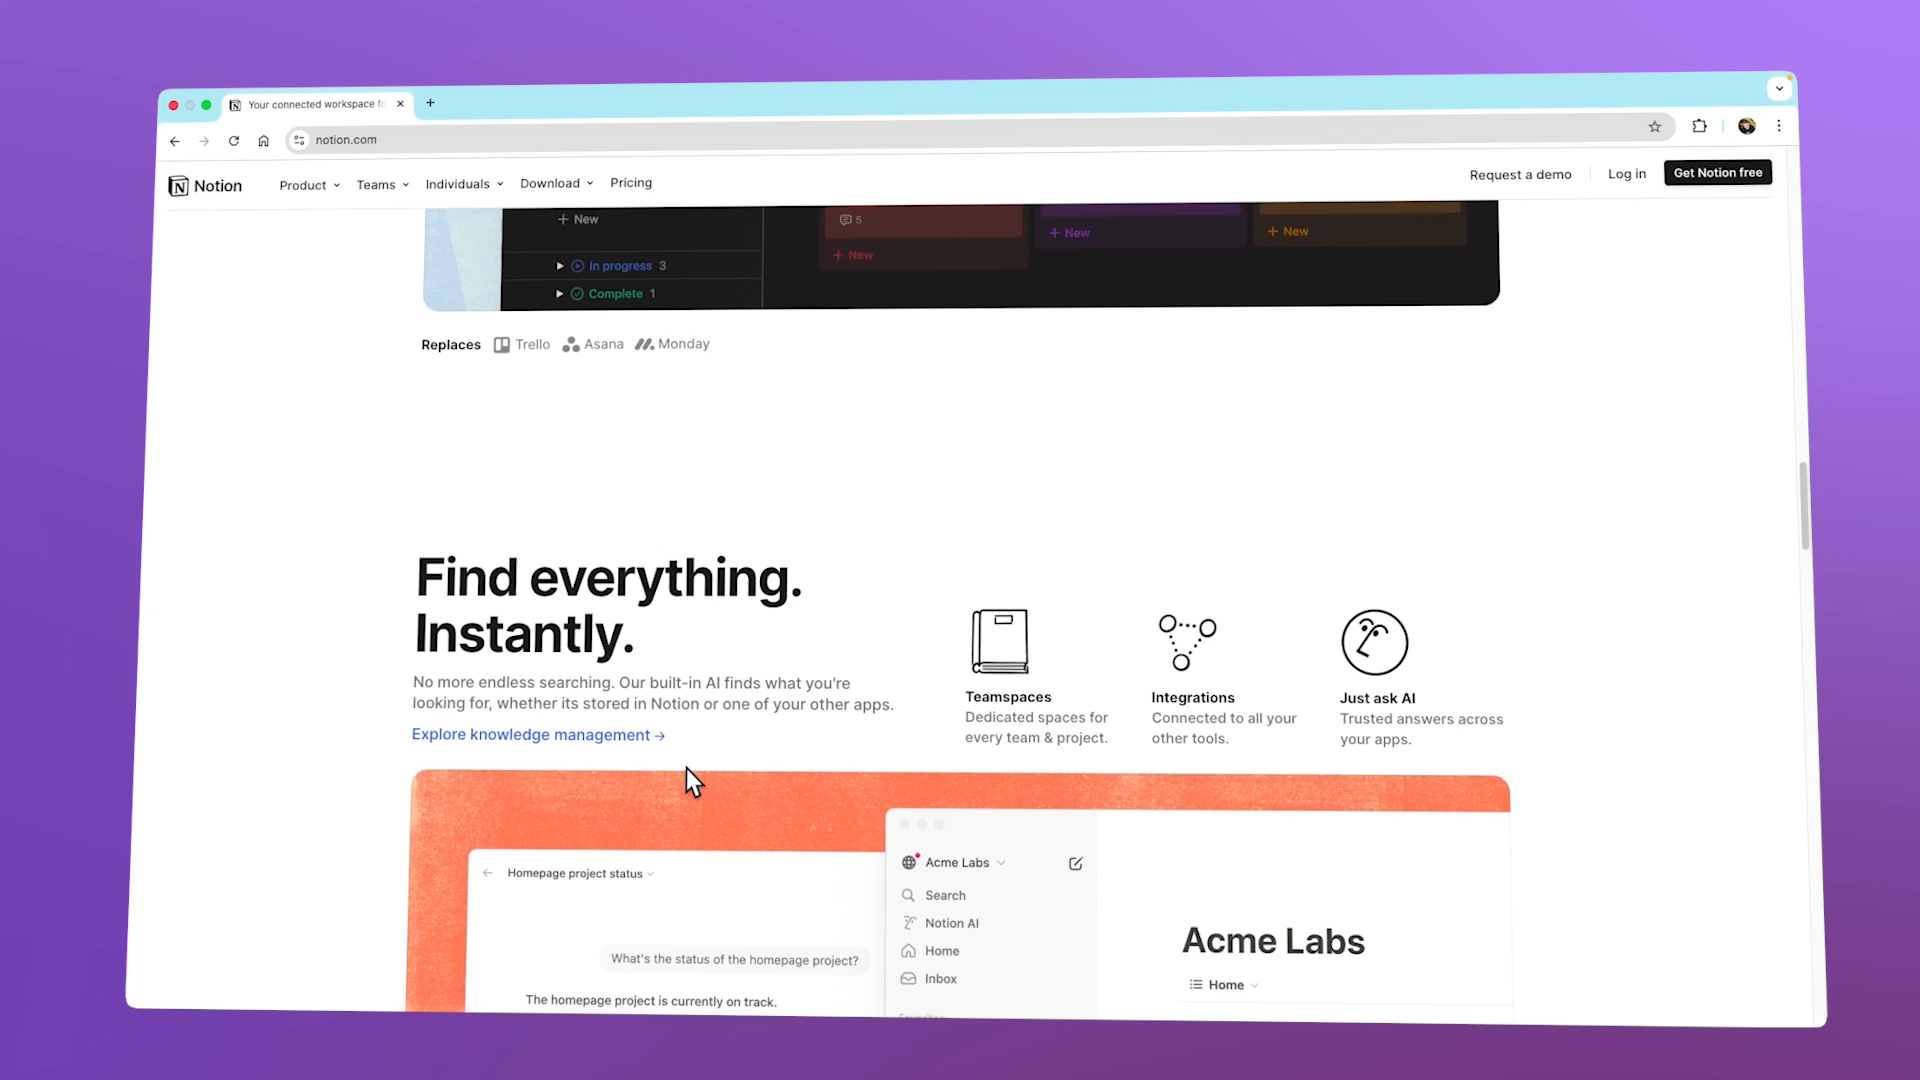 Your connected workspace fo
notion.com
Notion
Product
Teams
Individuals
Download
Pricing
Request a demo
Log in
Get Notion free
+ New
In progress 3
Complete 1
5
+ New
+ New
+ New
Replaces Trello Asana Monday
Find everything.
Instantly.
No more endless searching. Our built-in AI finds what you're
looking for, whether its stored in Notion or one of your other apps.
Explore knowledge management →
Teamspaces
Dedicated spaces for
every team & project.
Integrations
Connected to all your
other tools.
Just ask AI
Trusted answers across
your apps.
Homepage project status
What's the status of the homepage project?
The homepage project is currently on track.
Acme Labs
Search
Notion AI
Home
Inbox
Acme Labs
Home